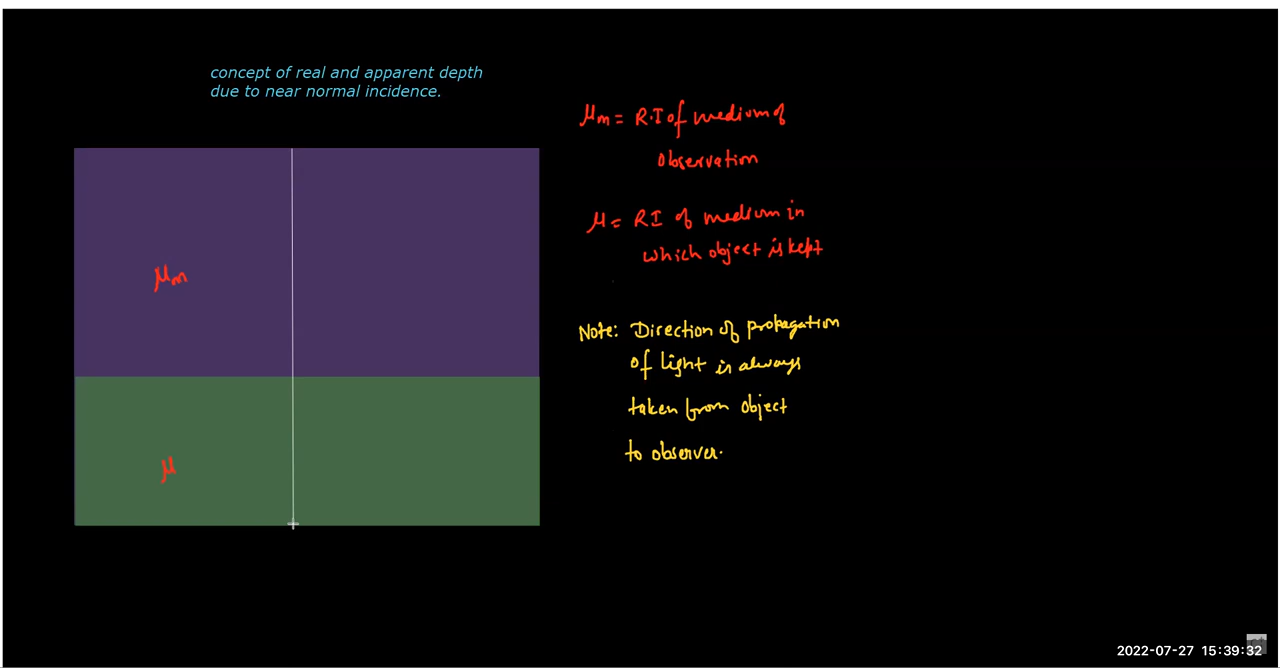 concept of real and apparent depth
due to near normal incidence.
μm = R.I of medium of
observation
μ = RI of medium in
which object is kept
μm
Note: Direction of propagation
of light is always
taken from object
to observer.
μ
2022-07-27 15:39:32